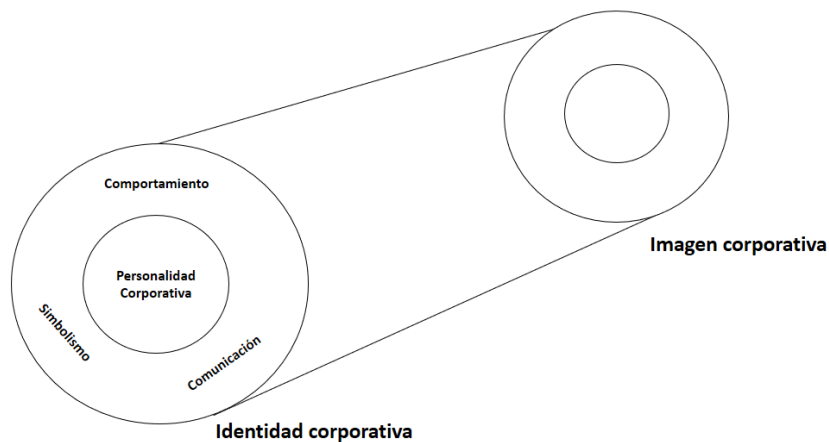 Comportamiento
Personalidad
Corporativa
Simbolismo
Comunicación
Identidad corporativa
Imagen corporativa